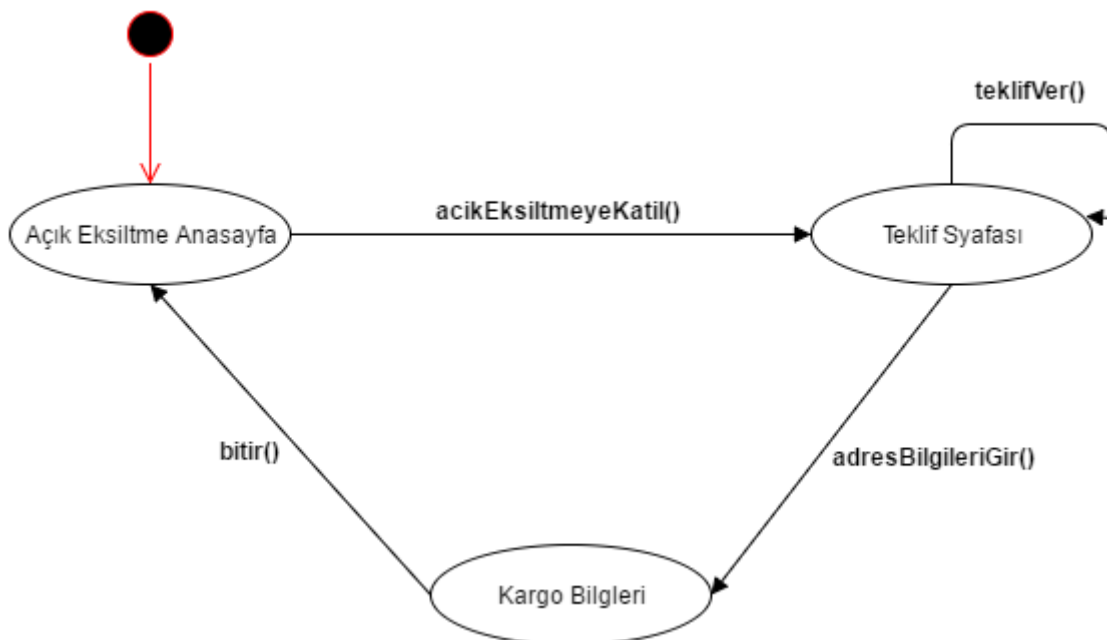 teklifVer()
acikEksiltmeyeKatil()
Açık Eksiltme Anasayfa
Teklif Syafası
bitir()
adresBilgileriGir()
Kargo Bilgleri